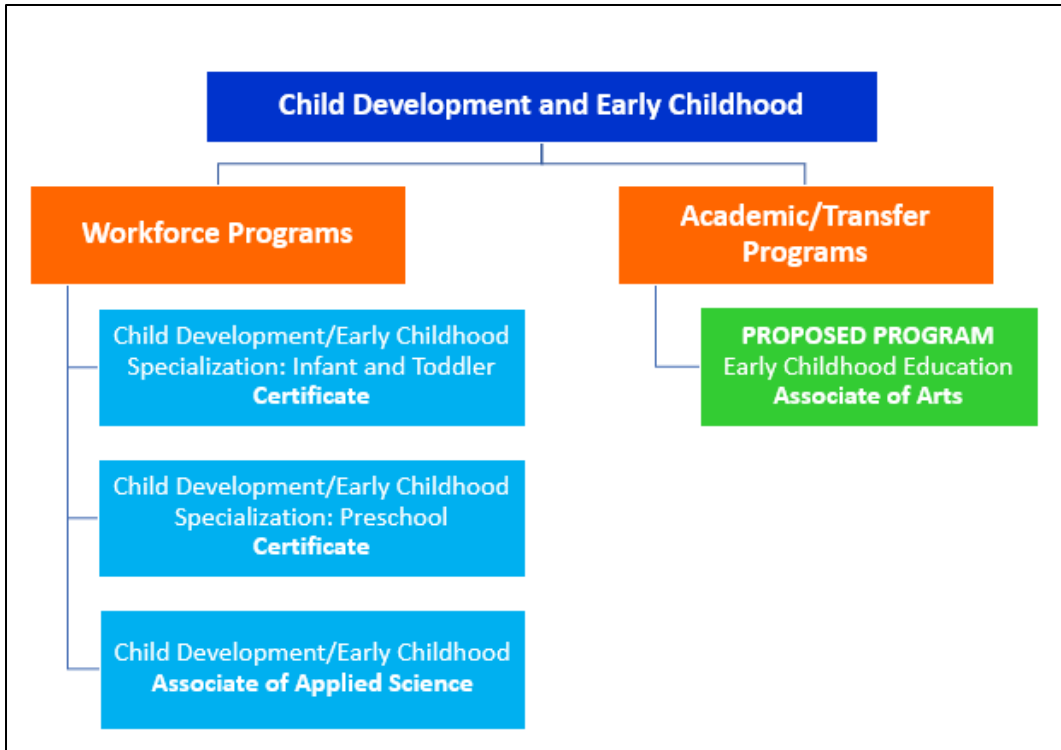 Child Development and Early Childhood
Workforce Programs
Academic/Transfer
Programs
Child Development/Early Childhood
Specialization: Infant and Toddler
Certificate
PROPOSED PROGRAM
Early Childhood Education
Associate of Arts
Child Development/Early Childhood
Specialization: Preschool
Certificate
Child Development/Early Childhood
Associate of Applied Science